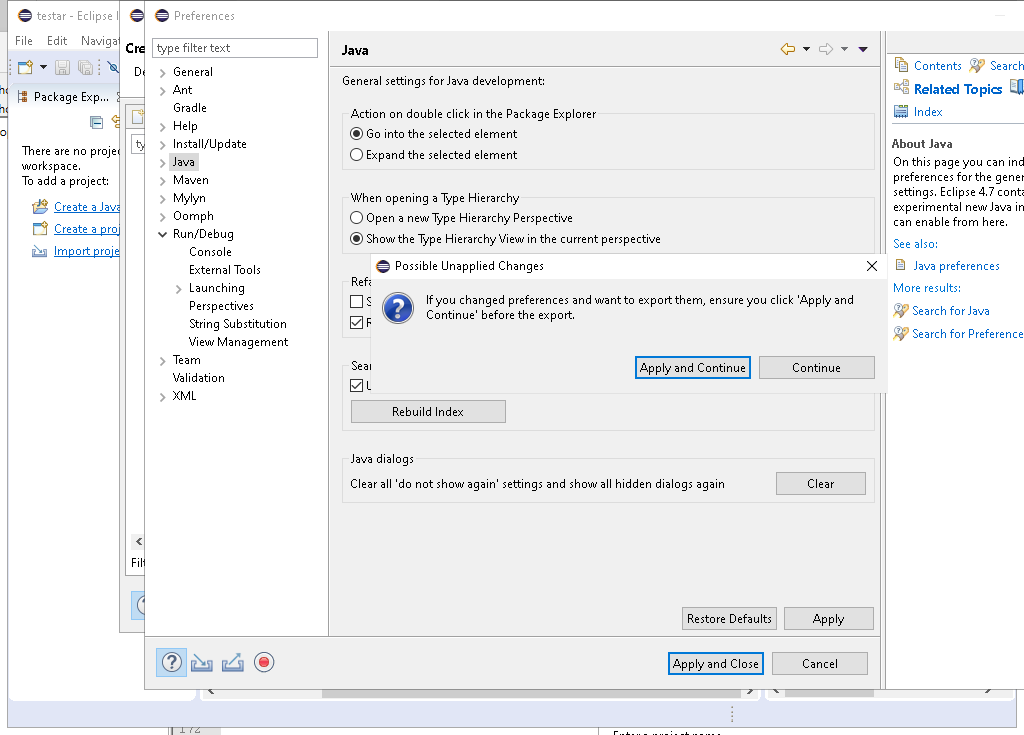 testar - Eclipse I
Preferences
File Edit Navigat
type filter text
General
Ant
Gradle
Help
Install/Update
Java
Maven
Mylyn
Oomph
Run/Debug
Console
External Tools
Launching
Perspectives
String Substitution
View Management
Team
Validation
XML
Package Exp...
There are no proje
workspace.
To add a project:
Create a Java
Create a proj
Import proje
Cre
De
ty
Filt
Java
General settings for Java development:
Action on double click in the Package Explorer
Go into the selected element
Expand the selected element
When opening a Type Hierarchy
Open a new Type Hierarchy Perspective
Show the Type Hierarchy View in the current perspective
Refa
Possible Unapplied Changes
If you changed preferences and want to export them, ensure you click 'Apply and
Continue' before the export.
Apply and Continue Continue
Sear
Rebuild Index
Java dialogs
Clear all 'do not show again' settings and show all hidden dialogs again
Clear
Restore Defaults Apply
Apply and Close Cancel
Contents Search
Related Topics
Index
About Java
On this page you can ind
preferences for the gener
settings. Eclipse 4.7 conta
experimental new Java in
can enable from here.
See also:
Java preferences
More results:
Search for Java
Search for Preference
172
Enter a project name